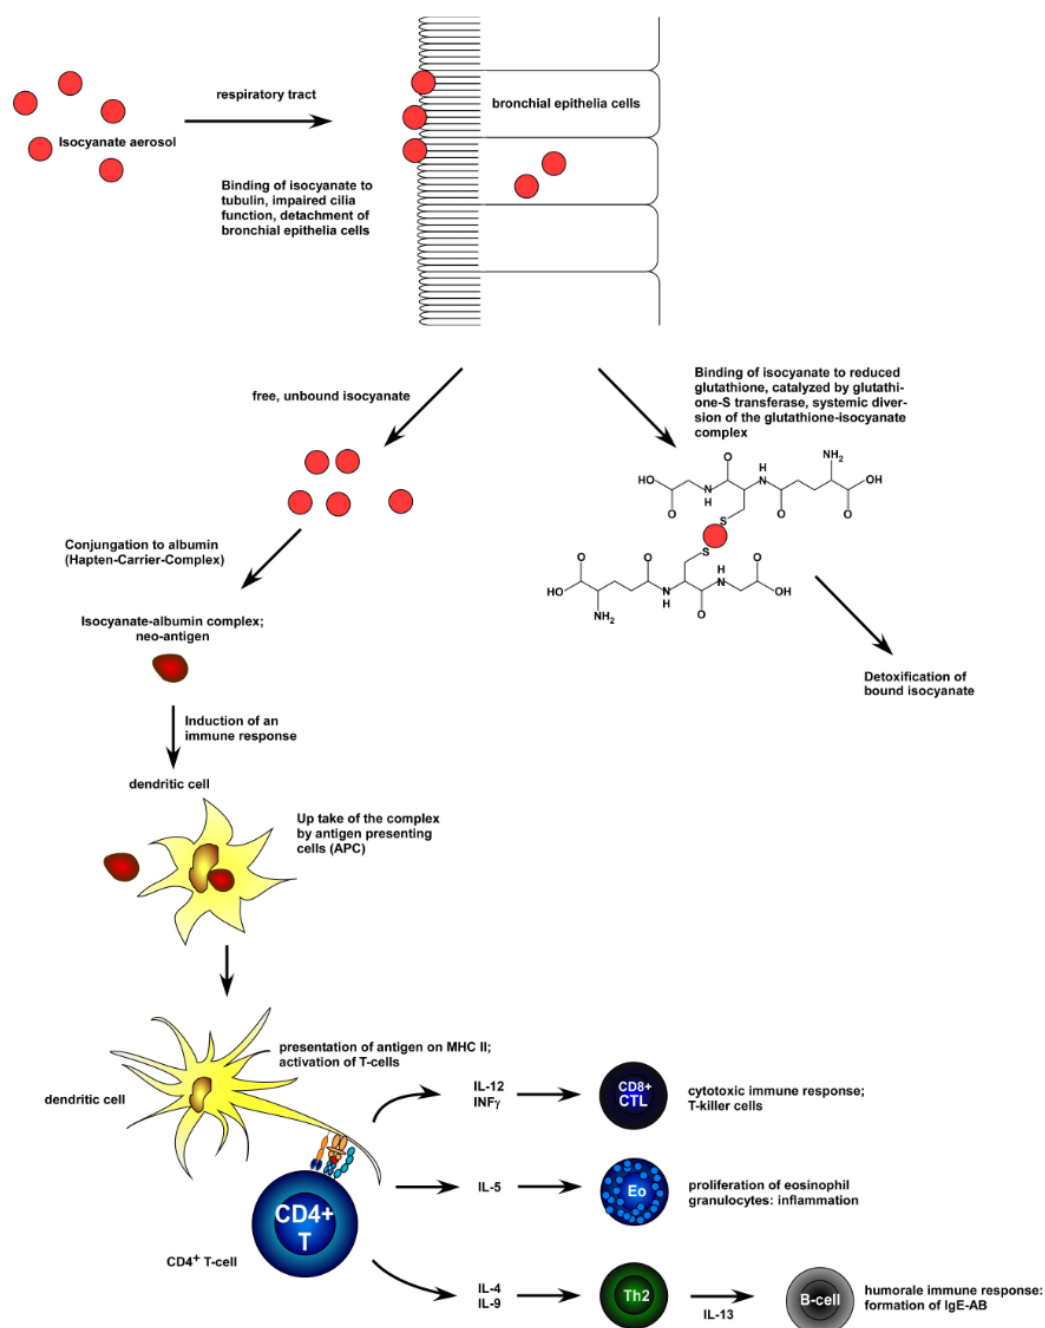 respiratory tract
Isocyanate aerosol
bronchial epithelia cells
Binding of isocyanate to
tubulin, impaired cilia
function, detachment of
bronchial epithelia cells
free, unbound isocyanate
Binding of isocyanate to reduced
glutathione, catalyzed by glutathi-
one-S transferase, systemic diver-
sion of the glutathione-isocyanate
complex
O
H
N
NH2
HO
N
H
OH
O
O
O
S
S
O
O
H
N
O
HO
N
H
OH
NH2
O
Conjungation to albumin
(Hapten-Carrier-Complex)
Isocyanate-albumin complex;
neo-antigen
Detoxification of
bound isocyanate
Induction of an
immune response
dendritic cell
Up take of the complex
by antigen presenting
cells (APC)
presentation of antigen on MHC II;
activation of T-cells
dendritic cell
IL-12
INFγ
CD8+
CTL
cytotoxic immune response;
T-killer cells
IL-5
Eo
proliferation of eosinophil
granulocytes: inflammation
CD4+
T
CD4+ T-cell
IL-4
IL-9
Th2
IL-13
B-cell
humorale immune response:
formation of IgE-AB